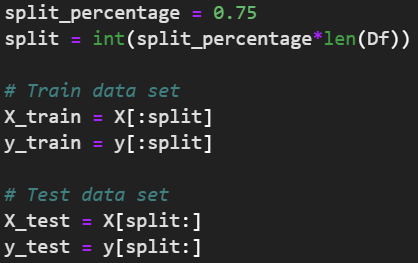 split_percentage = 0.75
split = int(split_percentage*len(Df))
# Train data set
X_train = X[:split]
y_train = y[:split]
# Test data set
X_test = X[split:]
y_test = y[split:]